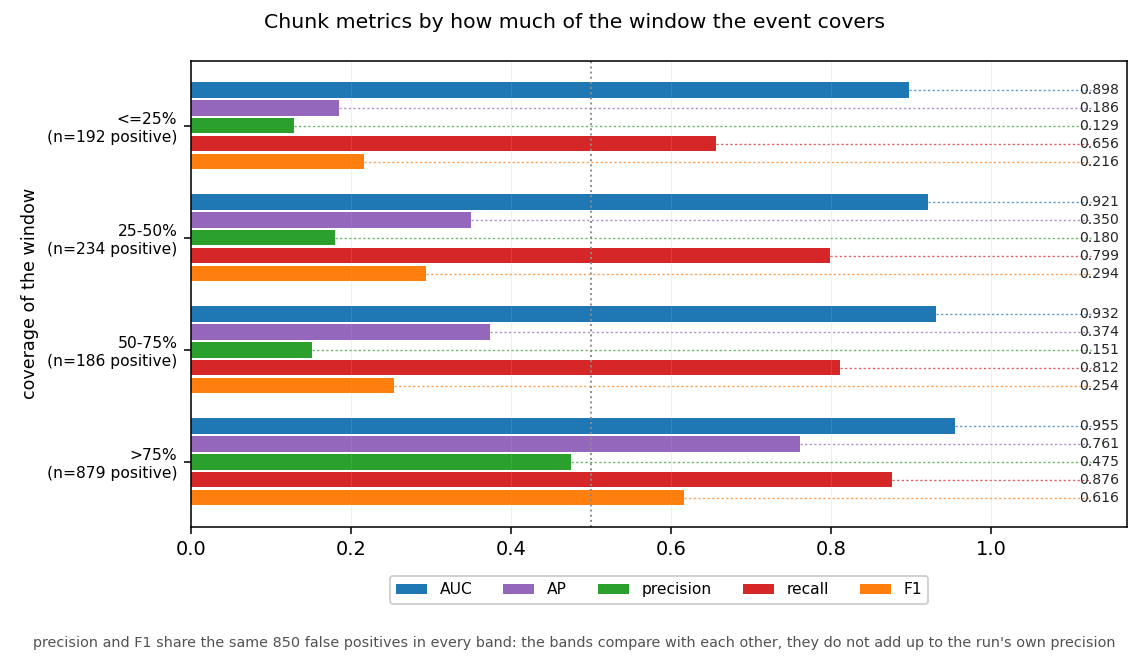 Chunk metrics by how much of the window the event covers
coverage of the window
<=25%
(n=192 positive)
0.898
0.186
0.129
0.656
0.216
25-50%
(n=234 positive)
0.921
0.350
0.180
0.799
0.294
50-75%
(n=186 positive)
0.932
0.374
0.151
0.812
0.254
>75%
(n=879 positive)
0.955
0.761
0.475
0.876
0.616
0.0 0.2 0.4 0.6 0.8 1.0
AUC AP precision recall F1
precision and F1 share the same 850 false positives in every band: the bands compare with each other, they do not add up to the run's own precision